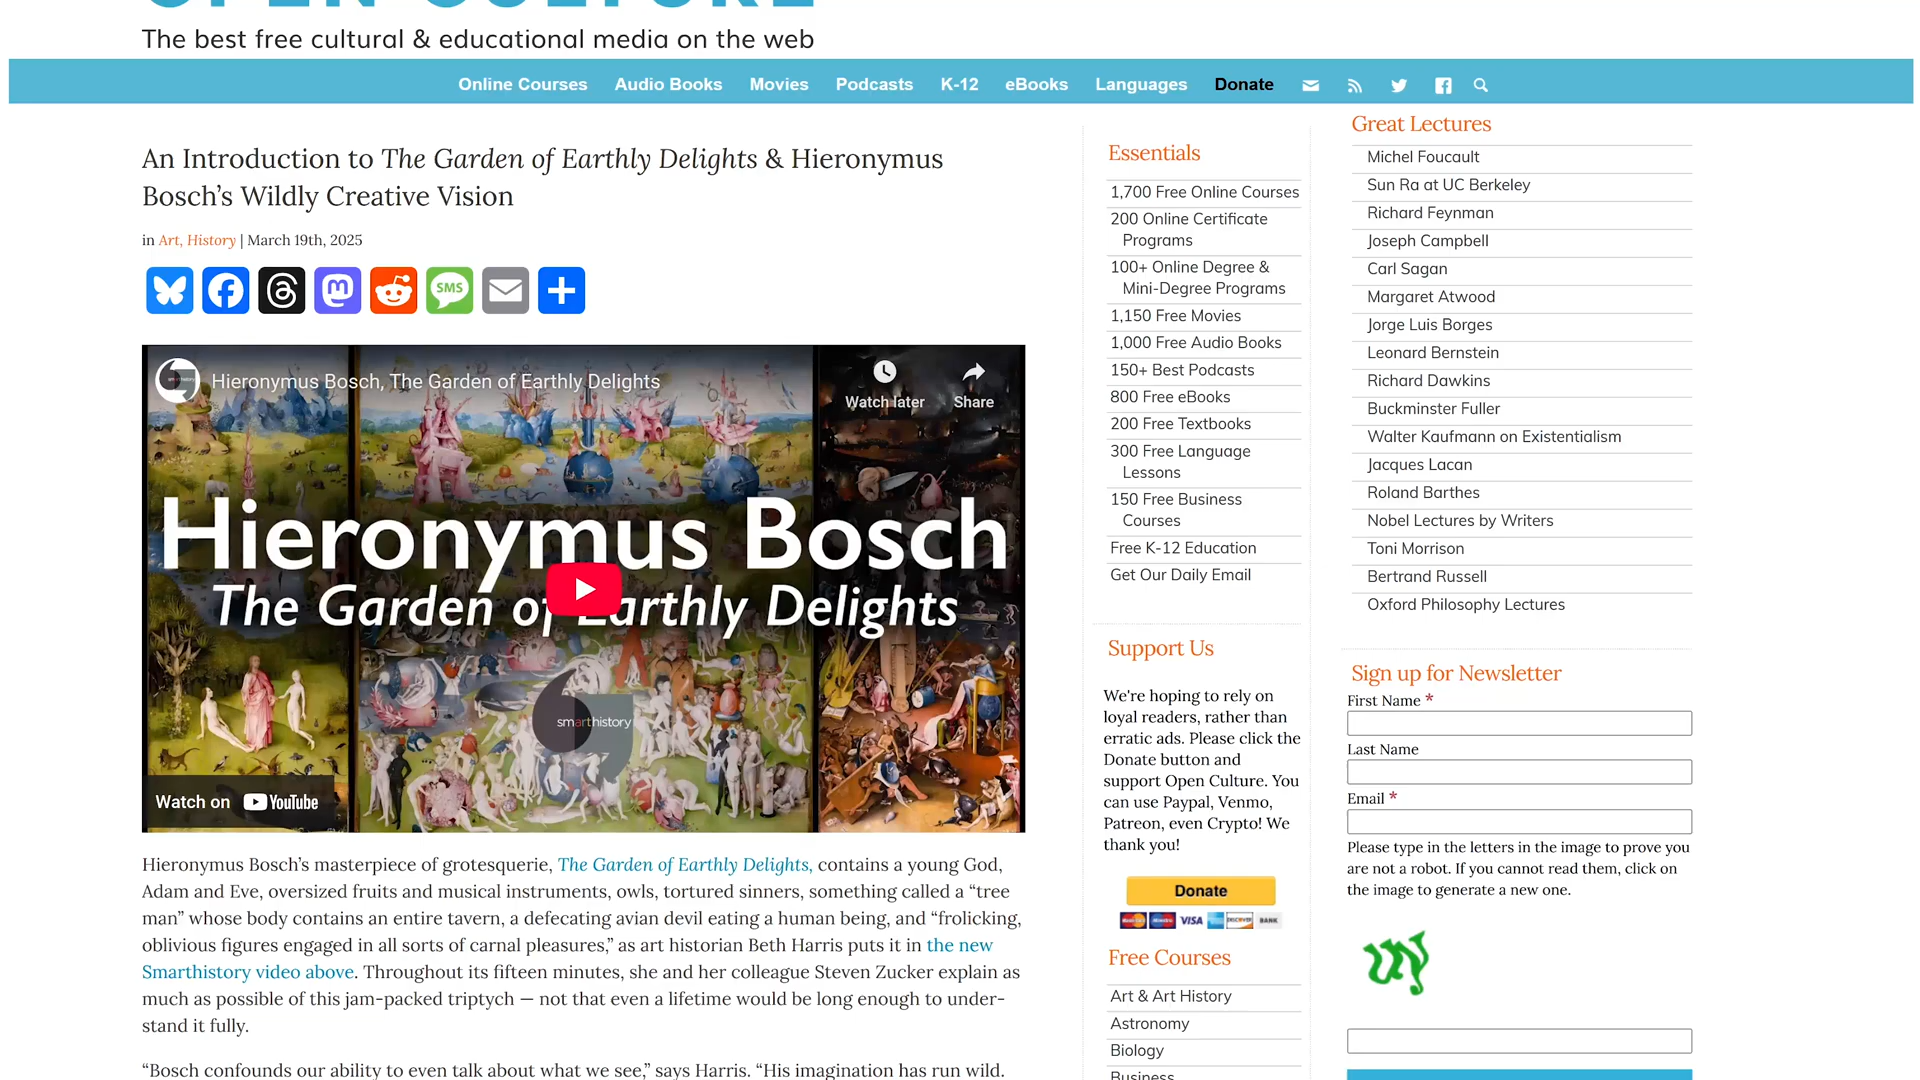 OPEN CULTURE
The best free cultural & educational media on the web
Online Courses Audio Books Movies Podcasts K-12 eBooks Languages Donate
An Introduction to The Garden of Earthly Delights & Hieronymus
Bosch’s Wildly Creative Vision
in Art, History | March 19th, 2025
SMS
Hieronymus Bosch, The Garden of Earthly Delights
Watch later Share
Hieronymus Bosch
The Garden of Earthly Delights
smarthistory
Watch on YouTube
Hieronymus Bosch’s masterpiece of grotesquerie, The Garden of Earthly Delights, contains a young God,
Adam and Eve, oversized fruits and musical instruments, owls, tortured sinners, something called a “tree
man” whose body contains an entire tavern, a defecating avian devil eating a human being, and “frolicking,
oblivious figures engaged in all sorts of carnal pleasures,” as art historian Beth Harris puts it in the new
Smarthistory video above. Throughout its fifteen minutes, she and her colleague Steven Zucker explain as
much as possible of this jam-packed triptych — not that even a lifetime would be long enough to under-
stand it fully.
“Bosch confounds our ability to even talk about what we see,” says Harris. “His imagination has run wild.
Essentials
1,700 Free Online Courses
200 Online Certificate
Programs
100+ Online Degree &
Mini-Degree Programs
1,150 Free Movies
1,000 Free Audio Books
150+ Best Podcasts
800 Free eBooks
200 Free Textbooks
300 Free Language
Lessons
150 Free Business
Courses
Free K-12 Education
Get Our Daily Email
Support Us
We're hoping to rely on
loyal readers, rather than
erratic ads. Please click the
Donate button and
support Open Culture. You
can use Paypal, Venmo,
Patreon, even Crypto! We
thank you!
Donate
VISA DISCOVER BANK
Free Courses
Art & Art History
Astronomy
Biology
Business
Great Lectures
Michel Foucault
Sun Ra at UC Berkeley
Richard Feynman
Joseph Campbell
Carl Sagan
Margaret Atwood
Jorge Luis Borges
Leonard Bernstein
Richard Dawkins
Buckminster Fuller
Walter Kaufmann on Existentialism
Jacques Lacan
Roland Barthes
Nobel Lectures by Writers
Toni Morrison
Bertrand Russell
Oxford Philosophy Lectures
Sign up for Newsletter
First Name *
Last Name
Email *
Please type in the letters in the image to prove you
are not a robot. If you cannot read them, click on
the image to generate a new one.